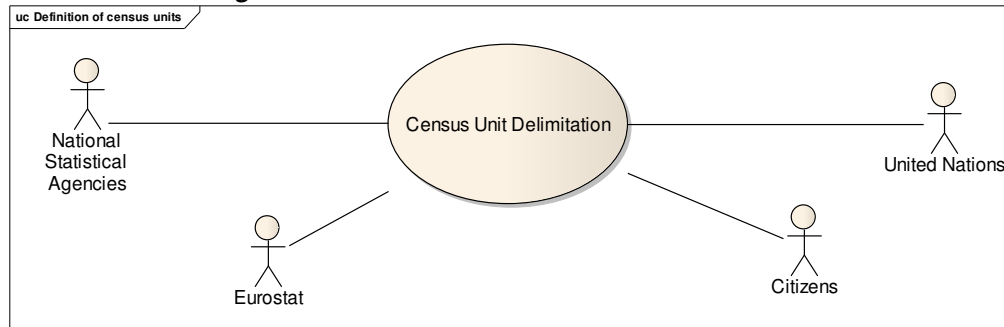 uc Definition of census units
Census Unit Delimitation
National
Statistical
Agencies
United Nations
Eurostat
Citizens